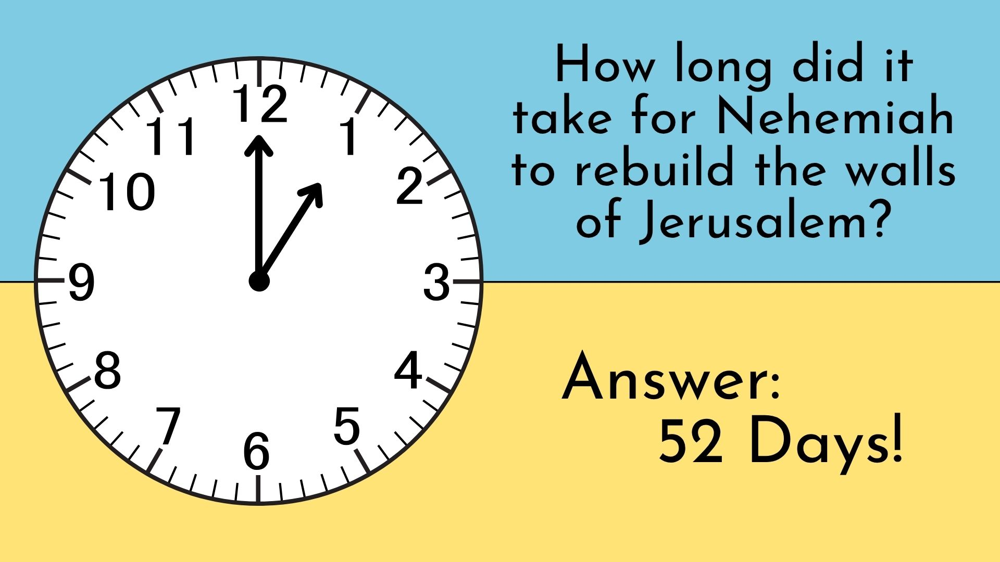 12
1
2
3
4
5
6
7
8
9
10
11
How long did it
take for Nehemiah
to rebuild the walls
of Jerusalem?
Answer:
52 Days!